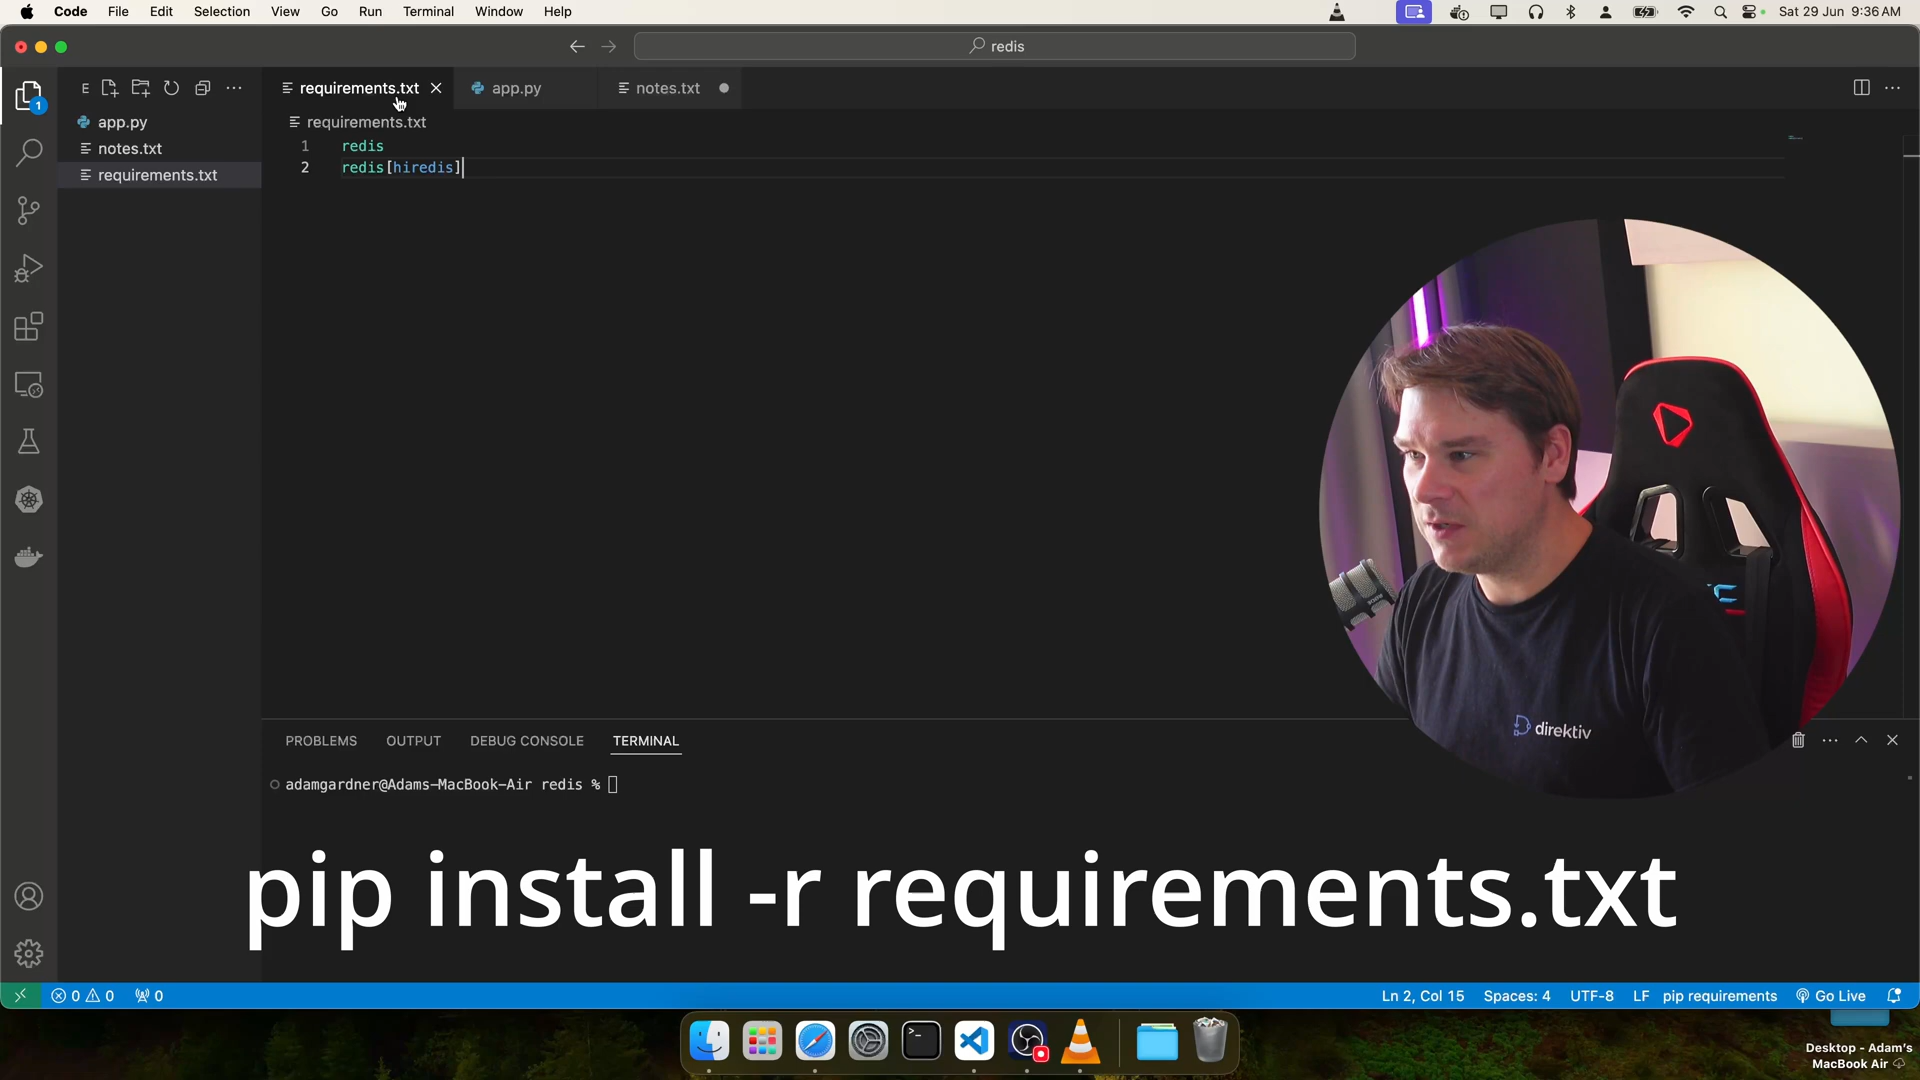 Code File Edit Selection View Go Run Terminal Window Help
Sat 29 Jun 9:36 AM
redis
E
requirements.txt
app.py
notes.txt
app.py
notes.txt
requirements.txt
requirements.txt
1 redis
2 redis[hiredis]
1
direktiv
PROBLEMS OUTPUT DEBUG CONSOLE TERMINAL
adamgardner@Adams-MacBook-Air redis %
pip install -r requirements.txt
0 0 0
Ln 2, Col 15 Spaces: 4 UTF-8 LF pip requirements Go Live
Desktop - Adam's
MacBook Air